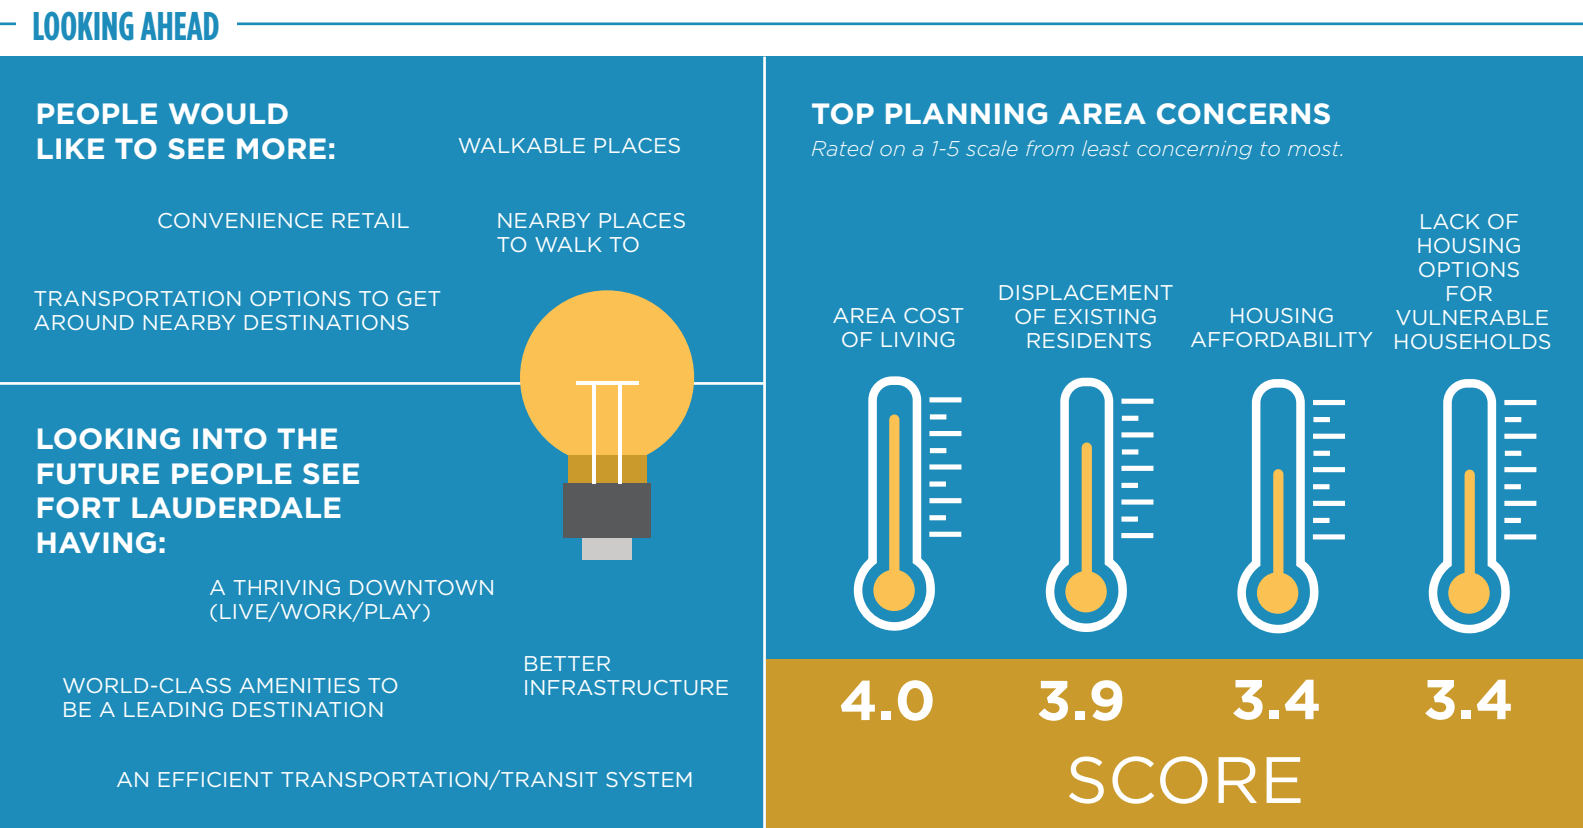 LOOKING AHEAD
PEOPLE WOULD
LIKE TO SEE MORE:
WALKABLE PLACES
CONVENIENCE RETAIL
NEARBY PLACES
TO WALK TO
TRANSPORTATION OPTIONS TO GET
AROUND NEARBY DESTINATIONS
LOOKING INTO THE
FUTURE PEOPLE SEE
FORT LAUDERDALE
HAVING:
A THRIVING DOWNTOWN
(LIVE/WORK/PLAY)
BETTER
INFRASTRUCTURE
WORLD-CLASS AMENITIES TO
BE A LEADING DESTINATION
AN EFFICIENT TRANSPORTATION/TRANSIT SYSTEM
TOP PLANNING AREA CONCERNS
Rated on a 1-5 scale from least concerning to most.
AREA COST
OF LIVING
DISPLACEMENT
OF EXISTING
RESIDENTS
HOUSING
AFFORDABILITY
LACK OF
HOUSING
OPTIONS
FOR
VULNERABLE
HOUSEHOLDS
4.0
3.9
3.4
3.4
SCORE